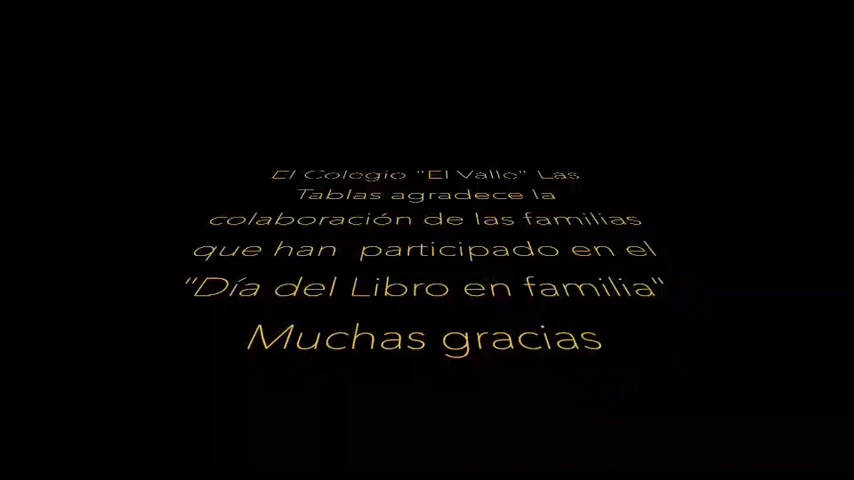 El Colegio "El Valle" Las
Tablas agradece la
colaboración de las familias
que han participado en el
"Día del Libro en familia"
Muchas gracias